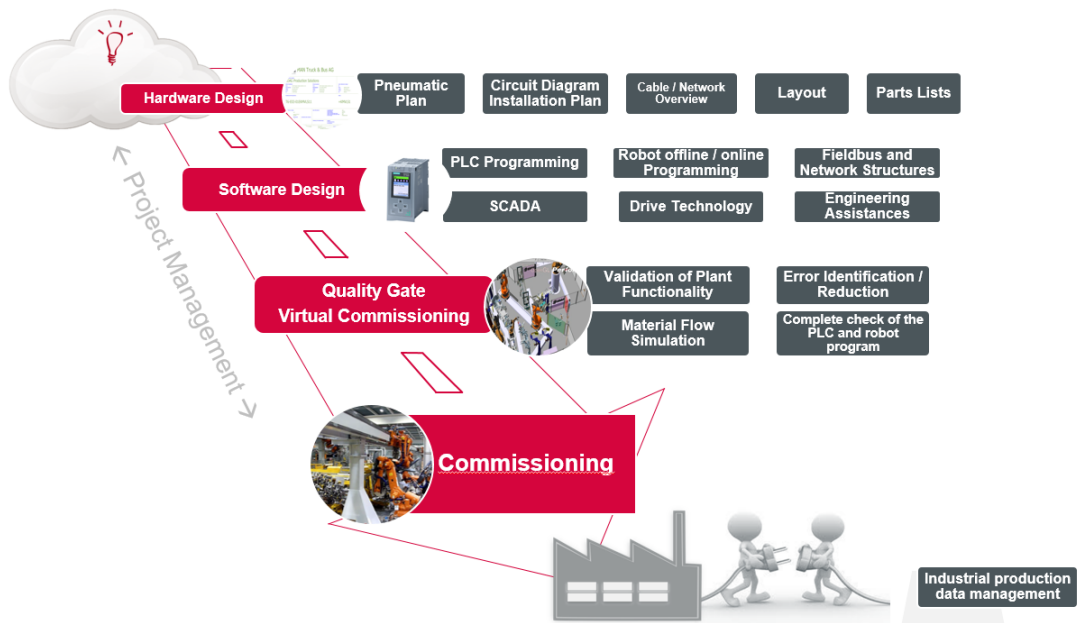 Hardware Design
Pneumatic
Plan
Circuit Diagram
Installation Plan
Cable / Network
Overview
Layout
Parts Lists
Project Management
Software Design
PLC Programming
Robot offline / online
Programming
Fieldbus and
Network Structures
SCADA
Drive Technology
Engineering
Assistances
Quality Gate
Virtual Commissioning
Validation of Plant
Functionality
Error Identification /
Reduction
Material Flow
Simulation
Complete check of the
PLC and robot
program
Commissioning
Industrial production
data management